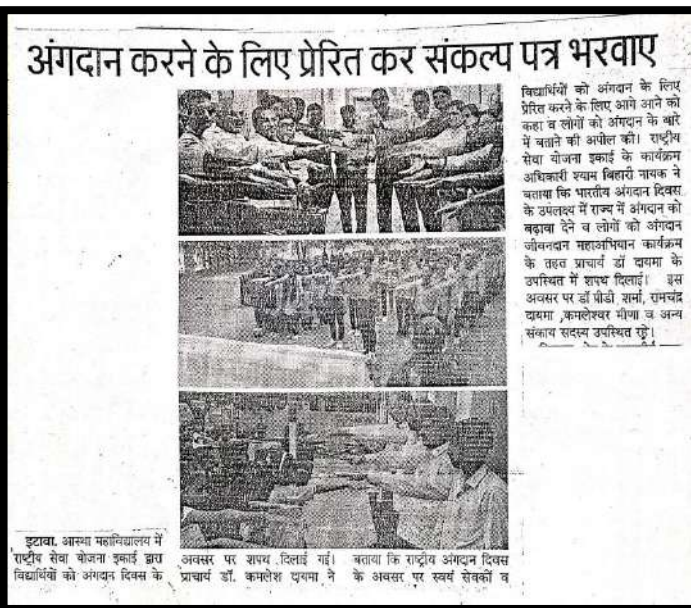 अंगदान करने के लिए प्रेरित कर संकल्प पत्र भरवाए
इटावा. आस्था महाविद्यालय में
राष्ट्रीय सेवा योजना इकाई द्वारा
विद्यार्थियों को अंगदान दिवस के
अवसर पर शपथ दिलाई गई।
प्राचार्य डॉ. कमलेश दायमा ने
बताया कि राष्ट्रीय अंगदान दिवस
के अवसर पर स्वयं सेवकों व
विद्यार्थियों को अंगदान के लिए
प्रेरित करने के लिए आगे आने को
कहा व लोगों को अंगदान के बारे
में बताने की अपील की। राष्ट्रीय
सेवा योजना इकाई के कार्यक्रम
अधिकारी श्याम बिहारी नायक ने
बताया कि भारतीय अंगदान दिवस
के उपलक्ष्य में राज्य में अंगदान को
बढ़ावा देने व लोगों को अंगदान
जीवनदान महाअभियान कार्यक्रम
के तहत प्राचार्य डॉ दायमा के
उपस्थित में शपथ दिलाई। इस
अवसर पर डॉ पीडी शर्मा, रामचंद्र
दायमा ,कमलेश्वर मीणा व अन्य
संकाय सदस्य उपस्थित रहे।